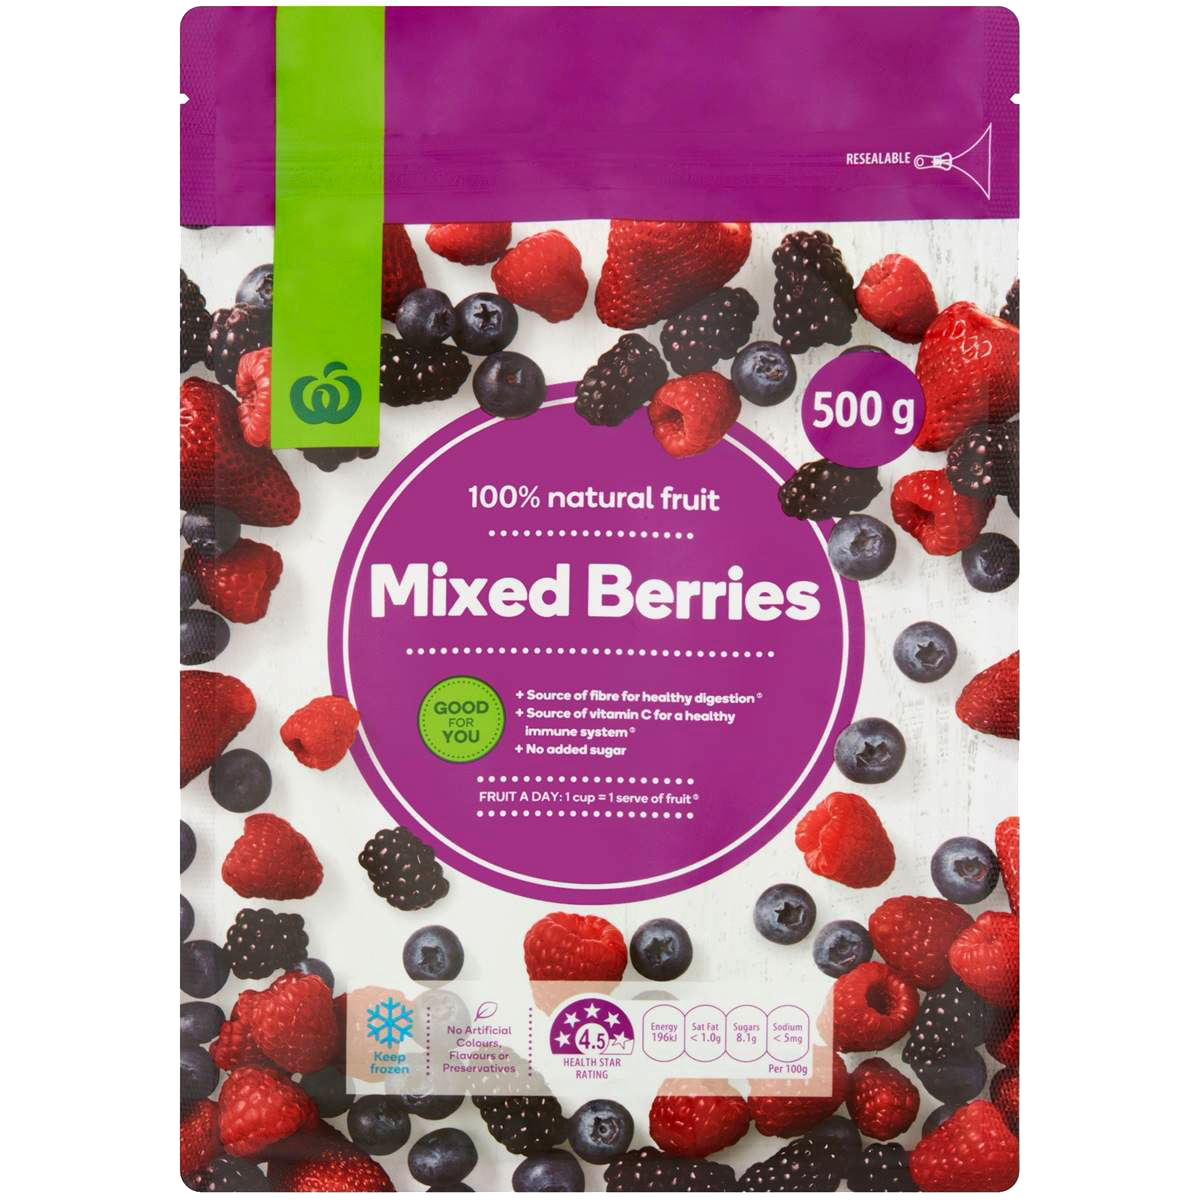 RESEALABLE
500 g
100% natural fruit
Mixed Berries
GOOD
FOR
YOU
+ Source of fibre for healthy digestion⁺
+ Source of vitamin C for a healthy
immune system⁺
+ No added sugar
FRUIT A DAY: 1 cup = 1 serve of fruit
Keep
frozen
No Artificial
Colours,
Flavours or
Preservatives
4.5
HEALTH STAR
RATING
Energy
196kJ
Sat Fat
< 1.0g
Sugars
8.1g
Sodium
< 5mg
Per 100g